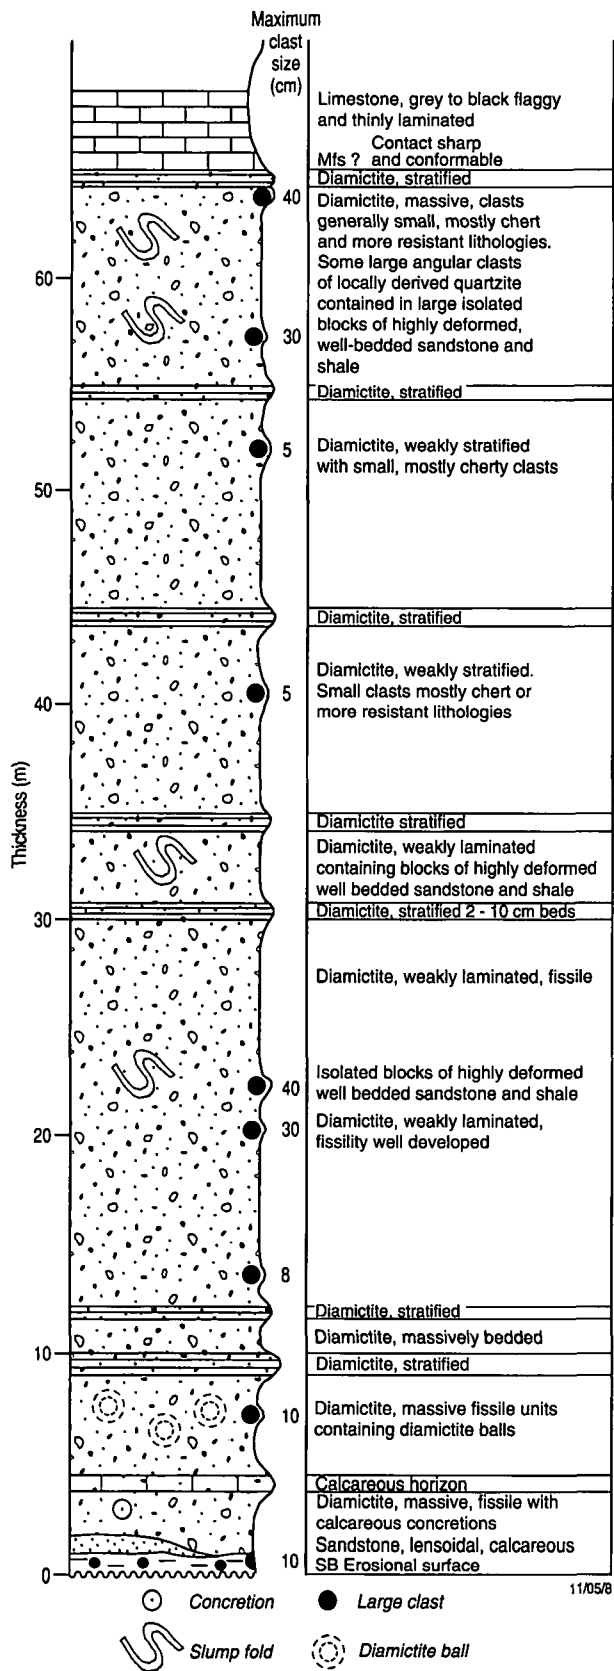 Maximum
clast
size
(cm)
Limestone, grey to black flaggy
and thinly laminated
Contact sharp
Mfs ? and conformable
Diamictite, stratified
40
Diamictite, massive, clasts
generally small, mostly chert
and more resistant lithologies.
Some large angular clasts
of locally derived quartzite
contained in large isolated
blocks of highly deformed,
well-bedded sandstone and
shale
60
30
Diamictite, stratified
5
Diamictite, weakly stratified
with small, mostly cherty clasts
50
Diamictite, stratified
Diamictite, weakly stratified.
Small clasts mostly chert or
more resistant lithologies
5
40
Thickness (m)
Diamictite stratified
Diamictite, weakly laminated
containing blocks of highly deformed
well bedded sandstone and shale
Diamictite, stratified 2 - 10 cm beds
30
Diamictite, weakly laminated, fissile
40
Isolated blocks of highly deformed
well bedded sandstone and shale
30
Diamictite, weakly laminated,
fissility well developed
20
8
Diamictite, stratified
Diamictite, massively bedded
10
Diamictite, stratified
10
Diamictite, massive fissile units
containing diamictite balls
Calcareous horizon
Diamictite, massive, fissile with
calcareous concretions
Sandstone, lensoidal, calcareous
10
SB Erosional surface
0
11/05/8
Concretion
Large clast
Slump fold
Diamictite ball